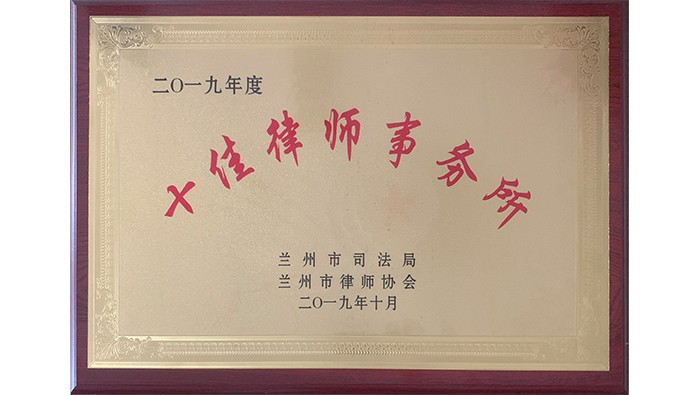 二〇一九年度
十佳律师事务所
兰州市司法局
兰州市律师协会
二〇一九年十月